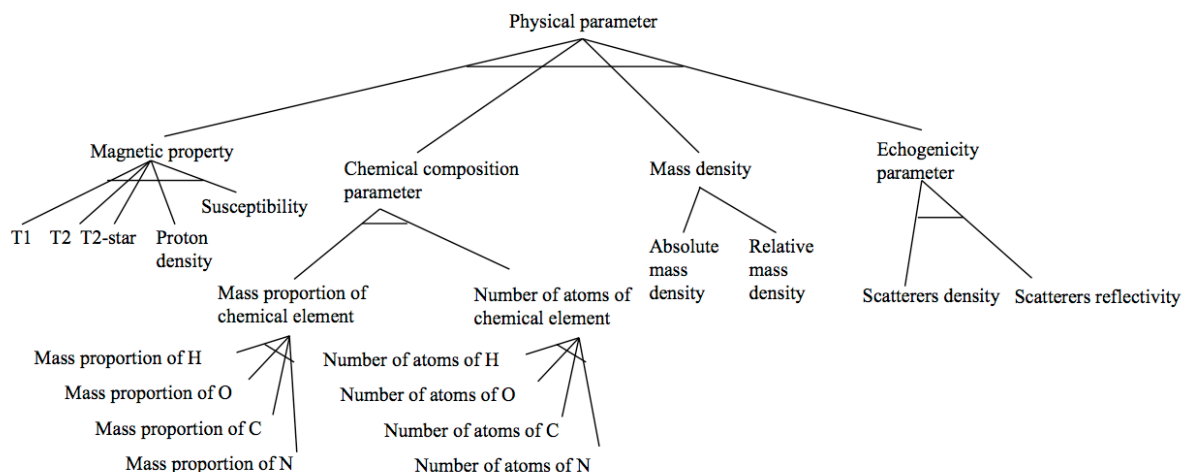 Physical parameter
Magnetic property
Chemical composition
parameter
Mass density
Echogenicity
parameter
T1
T2
T2-star
Proton
density
Susceptibility
Mass proportion of
chemical element
Number of atoms of
chemical element
Absolute
mass
density
Relative
mass
density
Scatterers density
Scatterers reflectivity
Mass proportion of H
Mass proportion of O
Mass proportion of C
Mass proportion of N
Number of atoms of H
Number of atoms of O
Number of atoms of C
Number of atoms of N